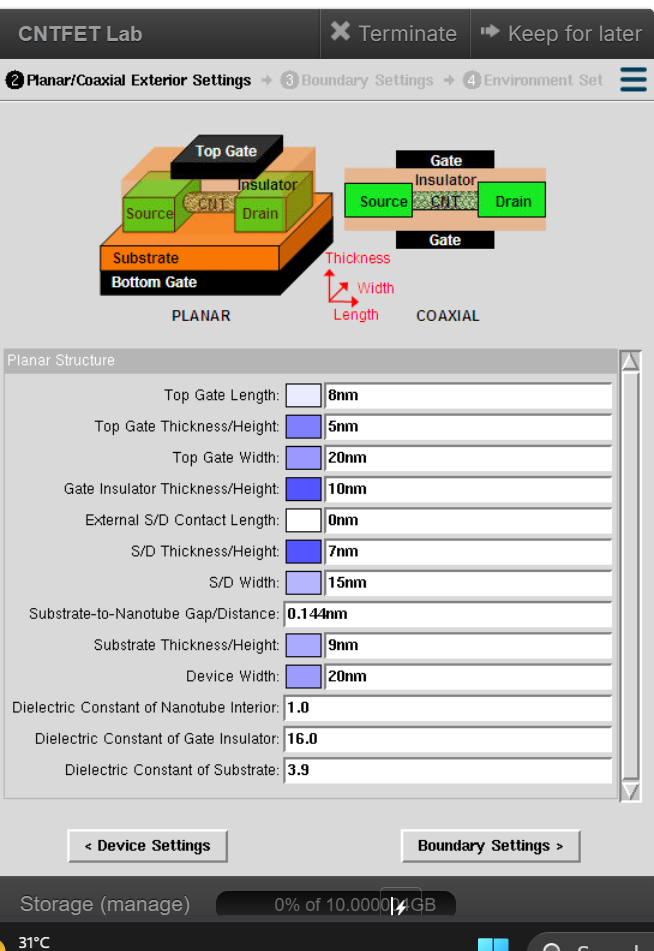 CNTFET Lab
Terminate
Keep for later
2 Planar/Coaxial Exterior Settings → 3 Boundary Settings → 4 Environment Set
Top Gate
Insulator
Source
CNT
Drain
Substrate
Bottom Gate
PLANAR
Thickness
Width
Length
Gate
Insulator
Source
CNT
Drain
Gate
COAXIAL
Planar Structure
Top Gate Length: 8nm
Top Gate Thickness/Height: 5nm
Top Gate Width: 20nm
Gate Insulator Thickness/Height: 10nm
External S/D Contact Length: 0nm
S/D Thickness/Height: 7nm
S/D Width: 15nm
Substrate-to-Nanotube Gap/Distance: 0.144nm
Substrate Thickness/Height: 9nm
Device Width: 20nm
Dielectric Constant of Nanotube Interior: 1.0
Dielectric Constant of Gate Insulator: 16.0
Dielectric Constant of Substrate: 3.9
< Device Settings
Boundary Settings >
Storage (manage)
0% of 10.0000
GB
31°C